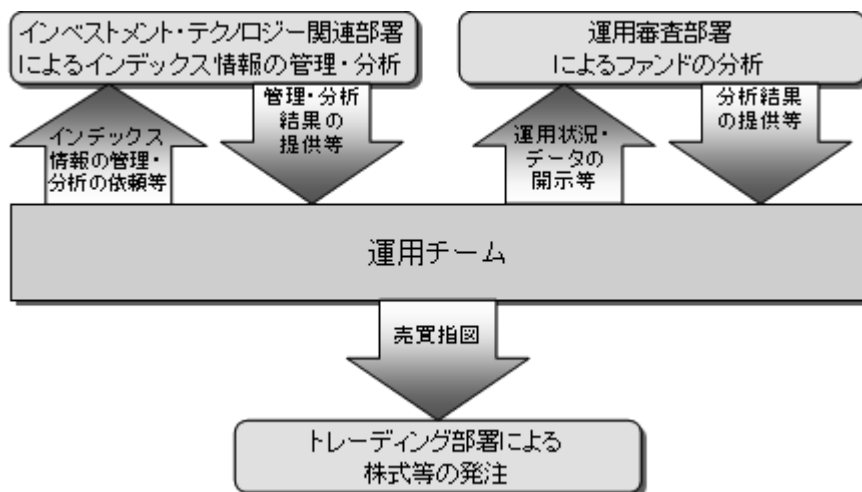 インベストメント・テクノロジー関連部署
によるインデックス情報の管理・分析
運用審査部署
によるファンドの分析
インデックス
情報の管理・
分析の依頼等
管理・分析
結果の
提供等
運用状況・
データの
開示等
分析結果
の提供等
運用チーム
売買指図
トレーディング部署による
株式等の発注